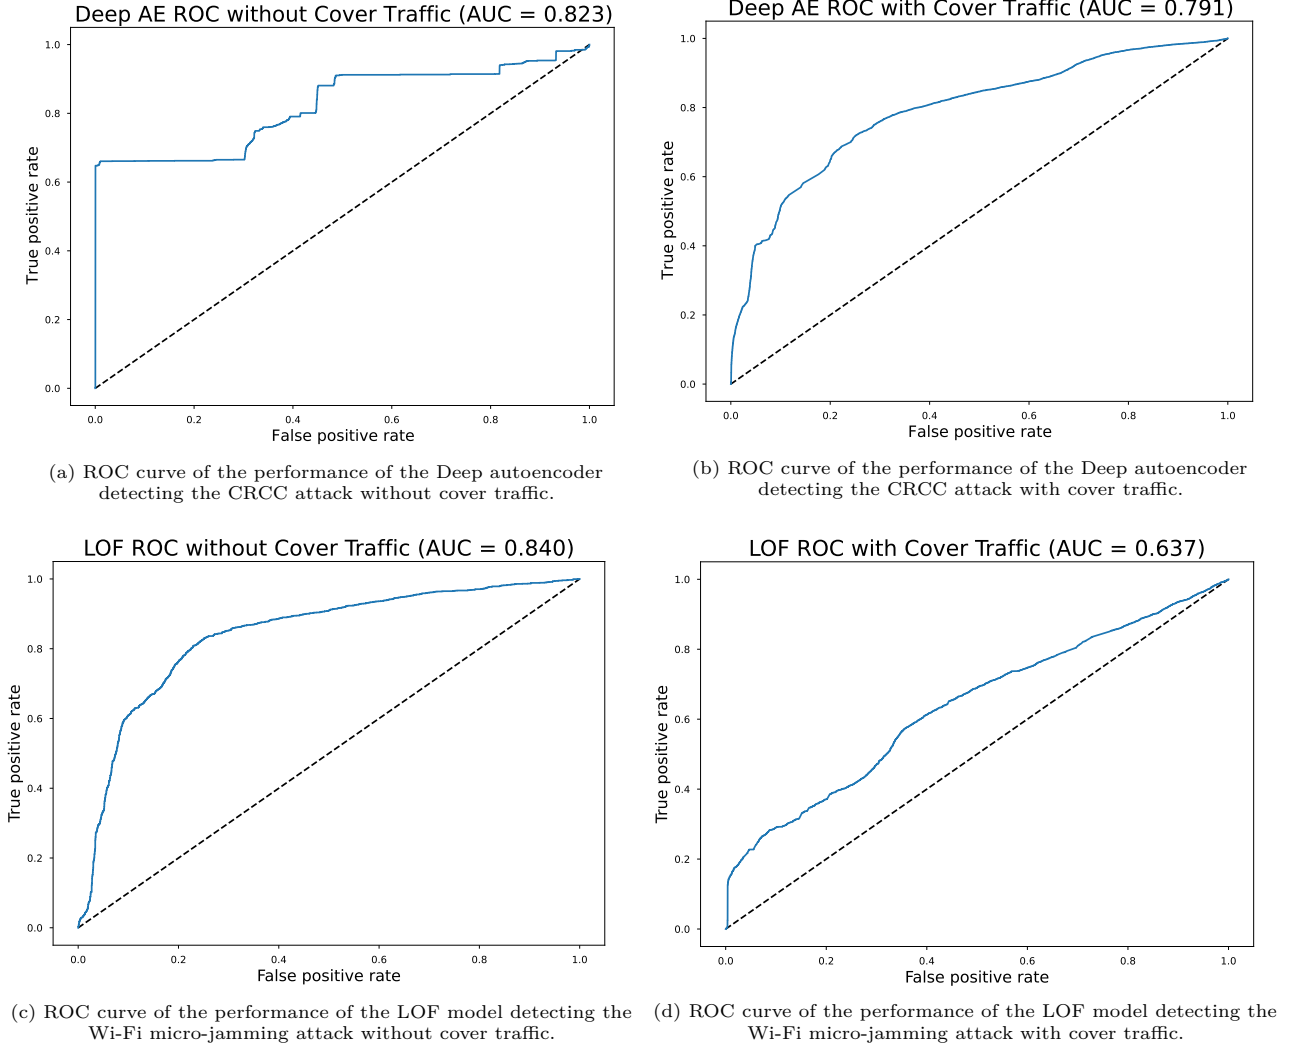 Deep AE ROC without Cover Traffic (AUC = 0.823)
1.0
0.8
0.6
0.4
0.2
0.0
True positive rate
0.0 0.2 0.4 0.6 0.8 1.0
False positive rate
(a) ROC curve of the performance of the Deep autoencoder
detecting the CRCC attack without cover traffic.
Deep AE ROC with Cover Traffic (AUC = 0.791)
1.0
0.8
0.6
0.4
0.2
0.0
True positive rate
0.0 0.2 0.4 0.6 0.8 1.0
False positive rate
(b) ROC curve of the performance of the Deep autoencoder
detecting the CRCC attack with cover traffic.
LOF ROC without Cover Traffic (AUC = 0.840)
1.0
0.8
0.6
0.4
0.2
0.0
True positive rate
0.0 0.2 0.4 0.6 0.8 1.0
False positive rate
(c) ROC curve of the performance of the LOF model detecting the
Wi-Fi micro-jamming attack without cover traffic.
LOF ROC with Cover Traffic (AUC = 0.637)
1.0
0.8
0.6
0.4
0.2
0.0
True positive rate
0.0 0.2 0.4 0.6 0.8 1.0
False positive rate
(d) ROC curve of the performance of the LOF model detecting the
Wi-Fi micro-jamming attack with cover traffic.